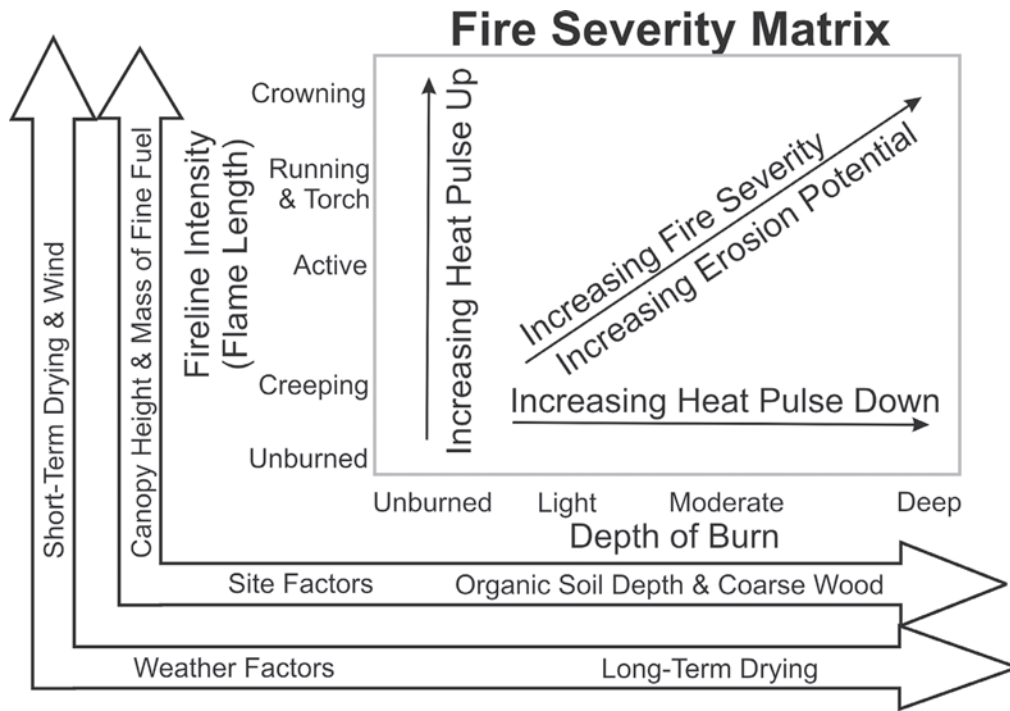 Fire Severity Matrix
Short-Term Drying & Wind
Canopy Height & Mass of Fine Fuel
Fireline Intensity
(Flame Length)
Crowning
Running
& Torch
Active
Creeping
Unburned
Increasing Heat Pulse Up
Increasing Fire Severity
Increasing Erosion Potential
Increasing Heat Pulse Down
Unburned
Light
Moderate
Deep
Depth of Burn
Site Factors
Organic Soil Depth & Coarse Wood
Weather Factors
Long-Term Drying